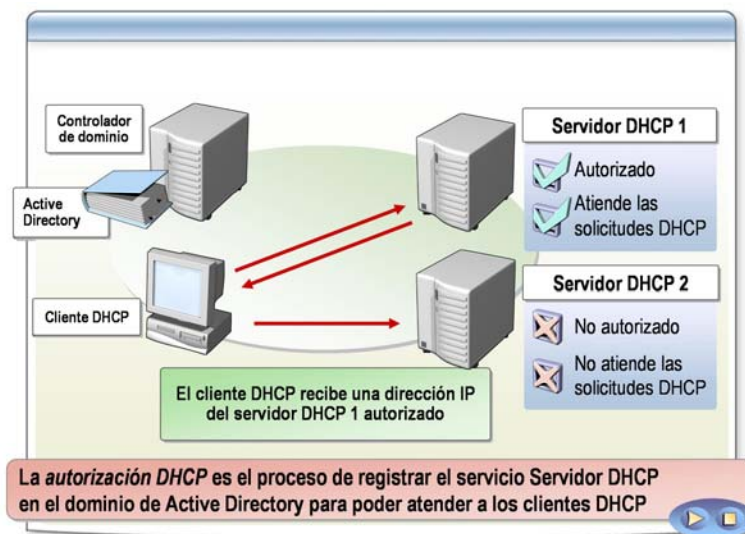 Controlador
de dominio
Active
Directory
Cliente DHCP
Servidor DHCP 1
Autorizado
Atiende las
solicitudes DHCP
Servidor DHCP 2
No autorizado
No atiende las
solicitudes DHCP
El cliente DHCP recibe una dirección IP
del servidor DHCP 1 autorizado
La autorización DHCP es el proceso de registrar el servicio Servidor DHCP
en el dominio de Active Directory para poder atender a los clientes DHCP